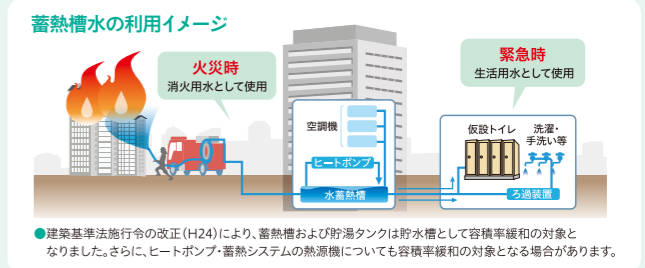 蓄熱槽水の利用イメージ
火災時
消火用水として使用
緊急時
生活用水として使用
空調機
ヒートポンプ
水蓄熱槽
仮設トイレ
洗濯・
手洗い等
ろ過装置
●建築基準法施行令の改正（H24）により、蓄熱槽および貯湯タンクは貯水槽として容積率緩和の対象と
なりました。さらに、ヒートポンプ・蓄熱システムの熱源機についても容積率緩和の対象となる場合があります。